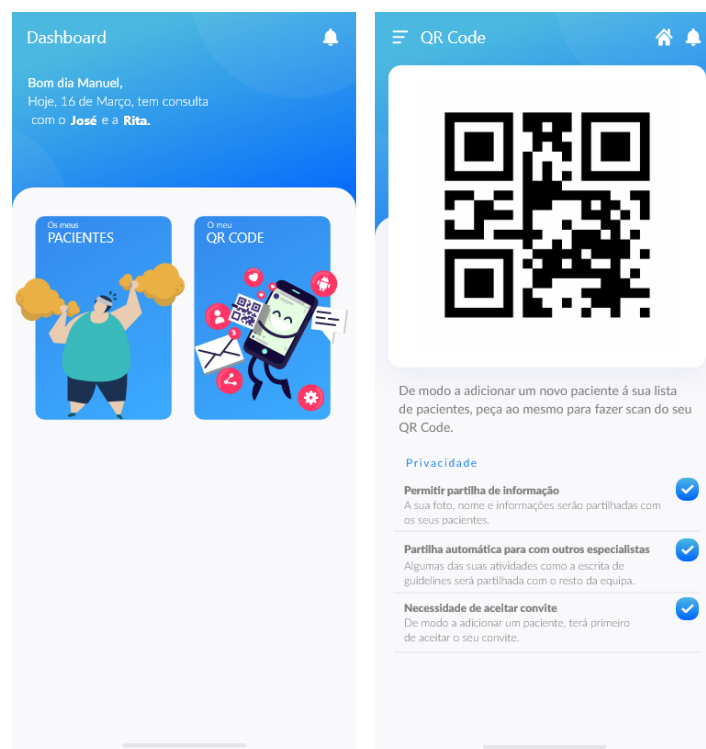 Dashboard
Bom dia Manuel,
Hoje, 16 de Março, tem consulta
com o José e a Rita.
Os meus
PACIENTES
O meu
QR CODE
QR Code
De modo a adicionar um novo paciente á sua lista
de pacientes, peça ao mesmo para fazer scan do seu
QR Code.
Privacidade
Permitir partilha de informação
A sua foto, nome e informações serão partilhadas com
os seus pacientes.
Partilha automática para com outros especialistas
Algumas das suas atividades como a escrita de
guidelines será partilhada com o resto da equipa.
Necessidade de aceitar convite
De modo a adicionar um paciente, terá primeiro
de aceitar o seu convite.